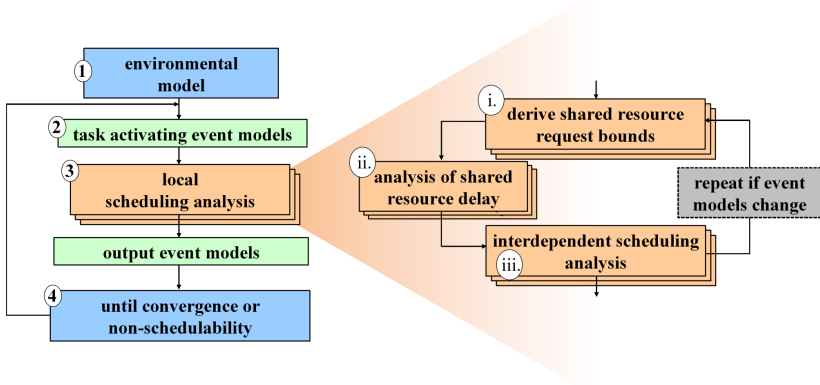 1
environmental
model
2
task activating event models
3
local
scheduling analysis
output event models
4
until convergence or
non-schedulability
i.
derive shared resource
request bounds
ii.
analysis of shared
resource delay
repeat if event
models change
interdependent scheduling
analysis
iii.